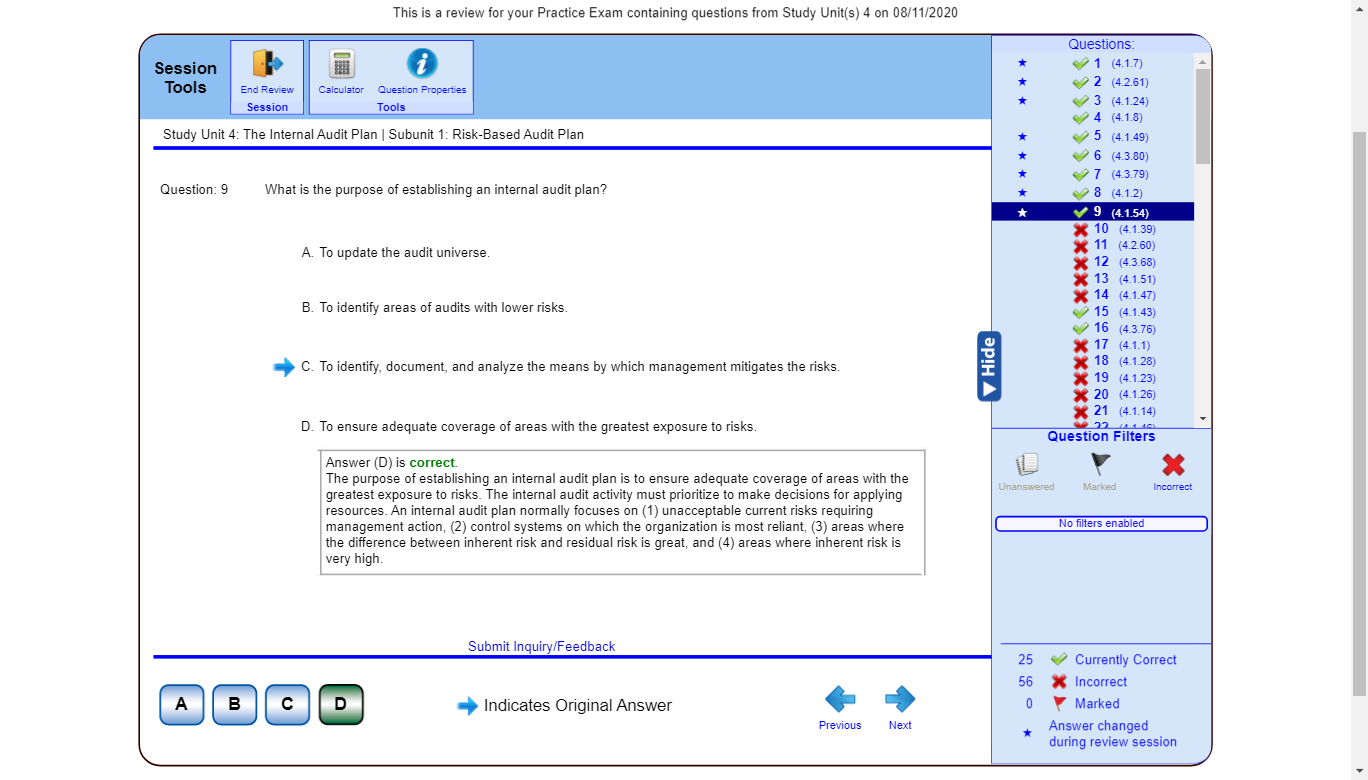 This is a review for your Practice Exam containing questions from Study Unit(s) 4 on 08/11/2020
Session Tools
End Review
Session
Calculator
Question Properties
Tools
Study Unit 4: The Internal Audit Plan | Subunit 1: Risk-Based Audit Plan
Question: 9
What is the purpose of establishing an internal audit plan?
A. To update the audit universe.
B. To identify areas of audits with lower risks.
C. To identify, document, and analyze the means by which management mitigates the risks.
D. To ensure adequate coverage of areas with the greatest exposure to risks.
Answer (D) is correct.
The purpose of establishing an internal audit plan is to ensure adequate coverage of areas with the
greatest exposure to risks. The internal audit activity must prioritize to make decisions for applying
resources. An internal audit plan normally focuses on (1) unacceptable current risks requiring
management action, (2) control systems on which the organization is most reliant, (3) areas where
the difference between inherent risk and residual risk is great, and (4) areas where inherent risk is
very high.
Submit Inquiry/Feedback
A
B
C
D
Indicates Original Answer
Previous
Next
Hide
Questions:
1 (4.1.7)
2 (4.2.61)
3 (4.1.24)
4 (4.1.8)
5 (4.1.49)
6 (4.3.80)
7 (4.3.79)
8 (4.1.2)
9 (4.1.54)
10 (4.1.39)
11 (4.2.60)
12 (4.3.68)
13 (4.1.51)
14 (4.1.47)
15 (4.1.43)
16 (4.3.76)
17 (4.1.1)
18 (4.1.28)
19 (4.1.23)
20 (4.1.26)
21 (4.1.14)
Question Filters
Unanswered
Marked
Incorrect
No filters enabled
25 Currently Correct
56 Incorrect
0 Marked
Answer changed
during review session